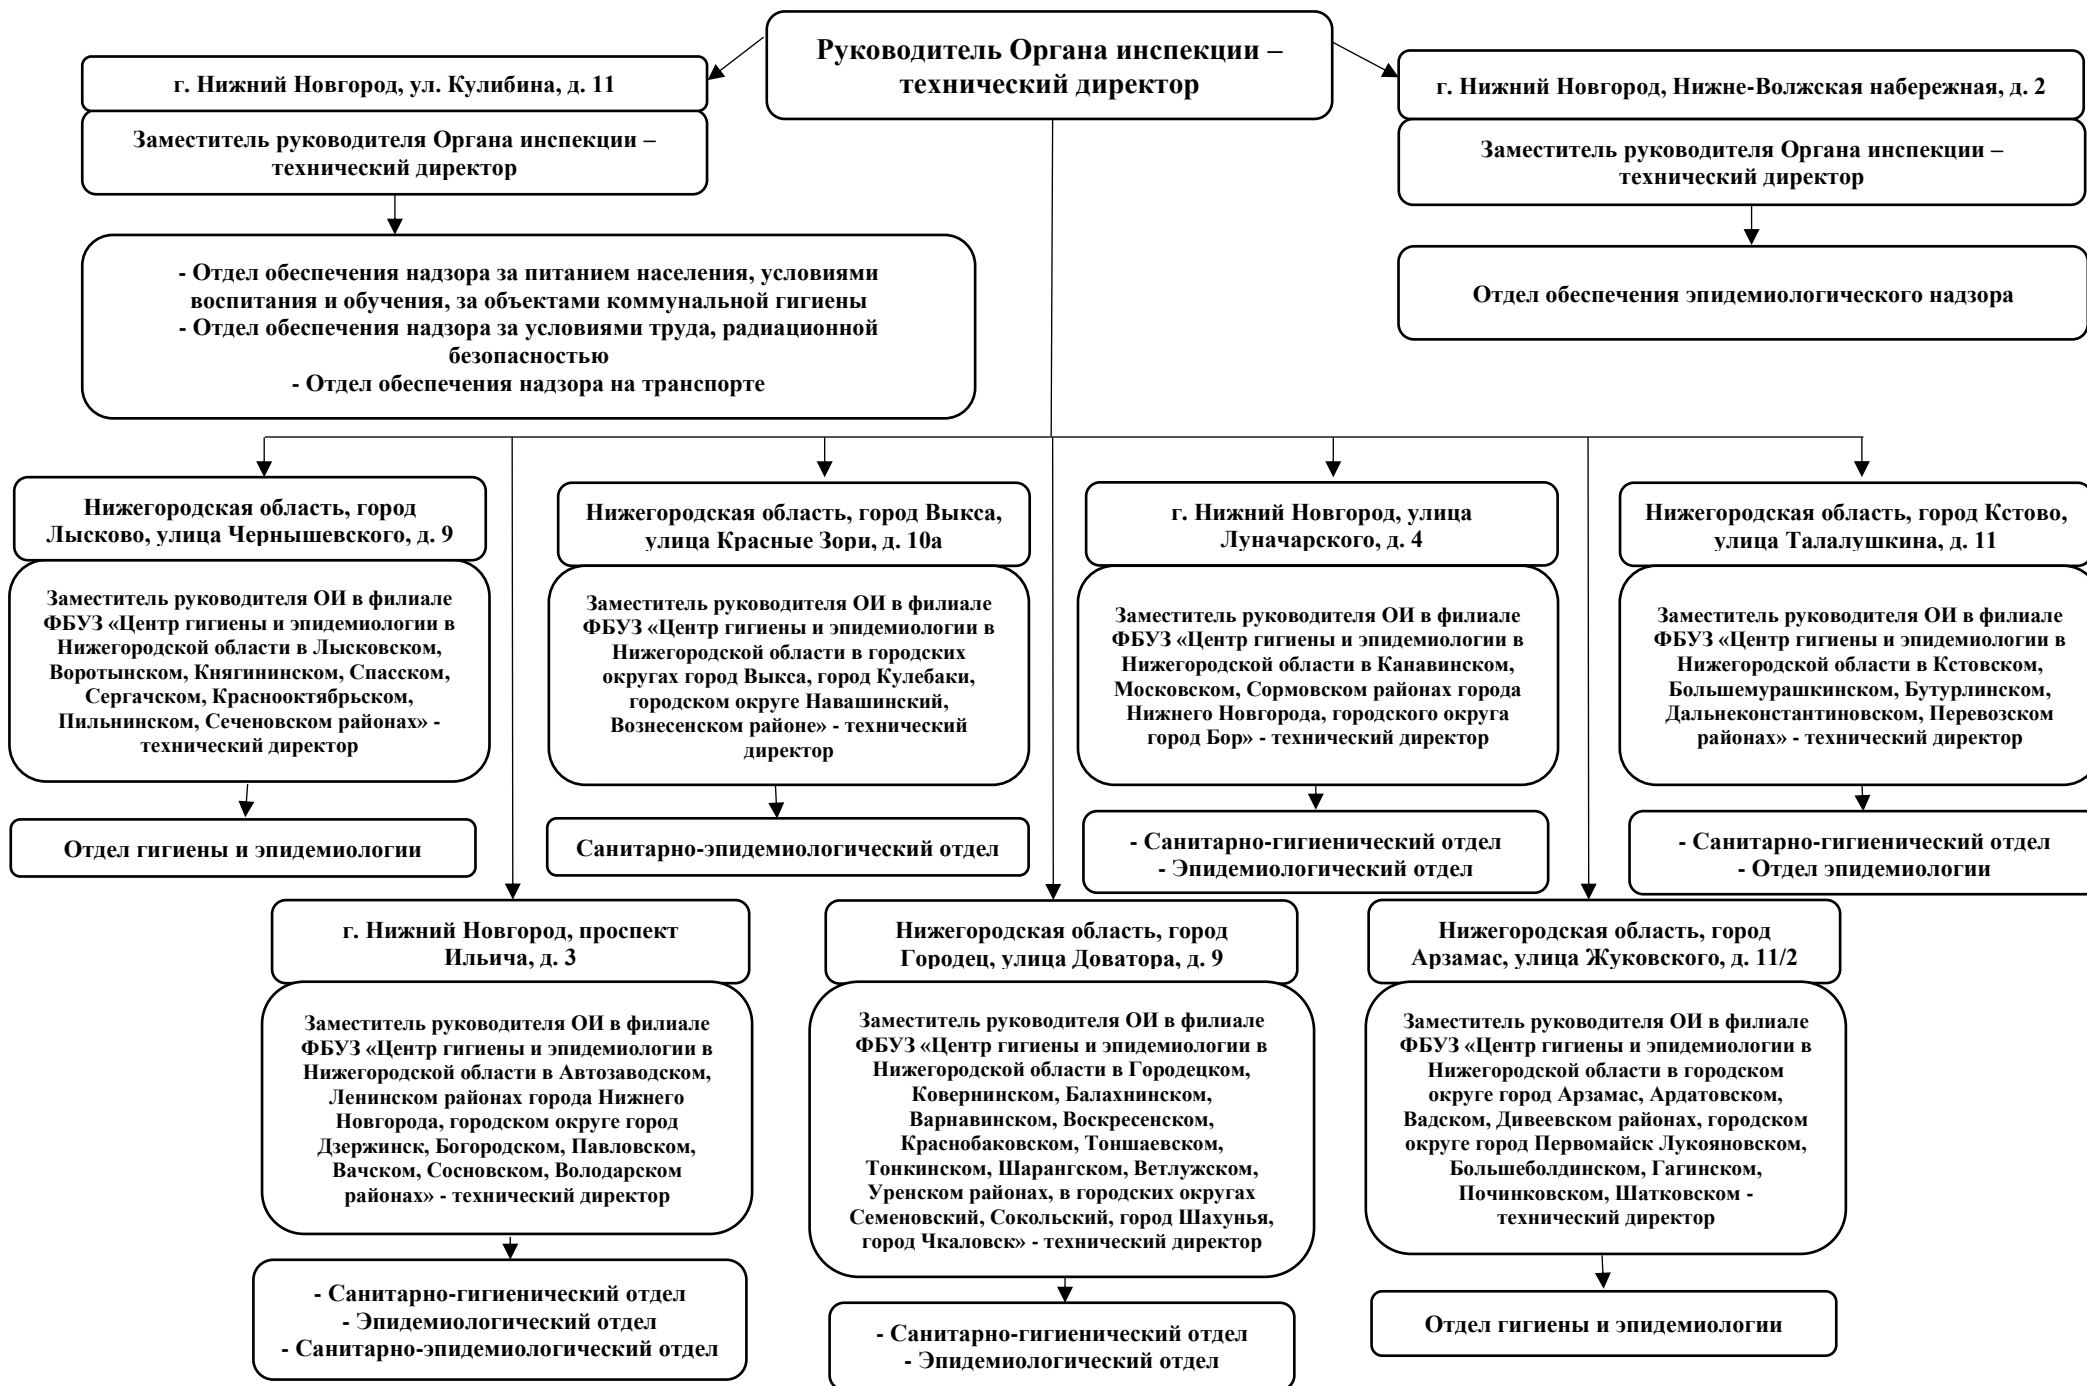 Руководитель Органа инспекции –
технический директор
г. Нижний Новгород, ул. Кулибина, д. 11
Заместитель руководителя Органа инспекции –
технический директор
г. Нижний Новгород, Нижне-Волжская набережная, д. 2
Заместитель руководителя Органа инспекции –
технический директор
- Отдел обеспечения надзора за питанием населения, условиями
воспитания и обучения, за объектами коммунальной гигиены
- Отдел обеспечения надзора за условиями труда, радиационной
безопасностью
- Отдел обеспечения надзора на транспорте
Отдел обеспечения эпидемиологического надзора
Нижегородская область, город
Лысково, улица Чернышевского, д. 9
Заместитель руководителя ОИ в филиале
ФБУЗ «Центр гигиены и эпидемиологии в
Нижегородской области в Лысковском,
Воротынском, Княгининском, Спасском,
Сергачском, Краснооктябрьском,
Пильнинском, Сеченовском районах» -
технический директор
Отдел гигиены и эпидемиологии
Нижегородская область, город Выкса,
улица Красные Зори, д. 10а
Заместитель руководителя ОИ в филиале
ФБУЗ «Центр гигиены и эпидемиологии в
Нижегородской области в городских
округах город Выкса, город Кулебаки,
городском округе Навашинский,
Вознесенском районе» - технический
директор
Санитарно-эпидемиологический отдел
г. Нижний Новгород, улица
Луначарского, д. 4
Заместитель руководителя ОИ в филиале
ФБУЗ «Центр гигиены и эпидемиологии в
Нижегородской области в Канавинском,
Московском, Сормовском районах города
Нижнего Новгорода, городского округа
город Бор» - технический директор
- Санитарно-гигиенический отдел
- Эпидемиологический отдел
Нижегородская область, город Кстово,
улица Талалушкина, д. 11
Заместитель руководителя ОИ в филиале
ФБУЗ «Центр гигиены и эпидемиологии в
Нижегородской области в Кстовском,
Большемурашкинском, Бутурлинском,
Дальнеконстантиновском, Перевозском
районах» - технический директор
- Санитарно-гигиенический отдел
- Отдел эпидемиологии
г. Нижний Новгород, проспект
Ильича, д. 3
Заместитель руководителя ОИ в филиале
ФБУЗ «Центр гигиены и эпидемиологии в
Нижегородской области в Автозаводском,
Ленинском районах города Нижнего
Новгорода, городском округе город
Дзержинск, Богородском, Павловском,
Вачском, Сосновском, Володарском
районах» - технический директор
- Санитарно-гигиенический отдел
- Эпидемиологический отдел
- Санитарно-эпидемиологический отдел
Нижегородская область, город
Городец, улица Доватора, д. 9
Заместитель руководителя ОИ в филиале
ФБУЗ «Центр гигиены и эпидемиологии в
Нижегородской области в Городецком,
Ковернинском, Балахнинском,
Варнавинском, Воскресенском,
Краснобаковском, Тоншаевском,
Тонкинском, Шарангском, Ветлужском,
Уренском районах, в городских округах
Семеновский, Сокольский, город Шахунья,
город Чкаловск» - технический директор
- Санитарно-гигиенический отдел
- Эпидемиологический отдел
Нижегородская область, город
Арзамас, улица Жуковского, д. 11/2
Заместитель руководителя ОИ в филиале
ФБУЗ «Центр гигиены и эпидемиологии в
Нижегородской области в городском
округе город Арзамас, Ардатовском,
Вадском, Дивеевском районах, городском
округе город Первомайск Лукояновском,
Большеболдинском, Гагинском,
Починковском, Шатковском -
технический директор
Отдел гигиены и эпидемиологии